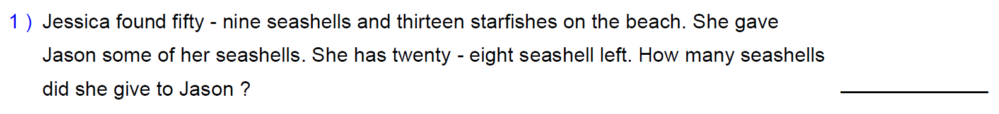 1 ) Jessica found fifty - nine seashells and thirteen starfishes on the beach. She gave
Jason some of her seashells. She has twenty - eight seashell left. How many seashells
did she give to Jason ?